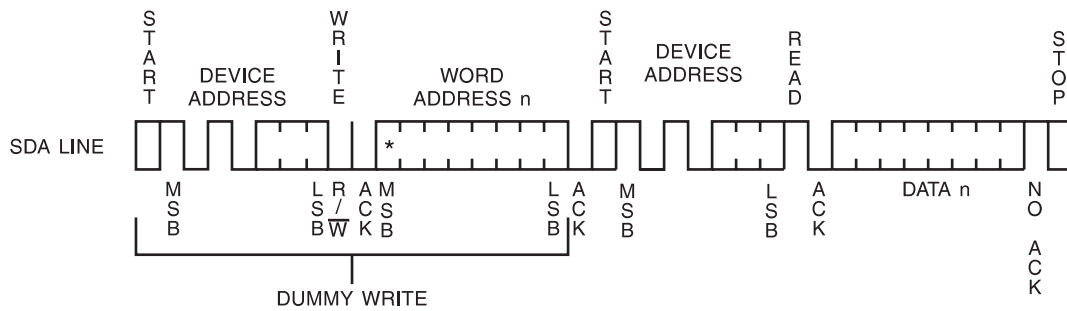 START
WRITE
START
READ
STOP
DEVICE
ADDRESS
WORD
ADDRESS n
DEVICE
ADDRESS
SDA LINE
*
MSB
LSB
R/W
ACK
MSB
LSB
ACK
MSB
LSB
ACK
DATA n
NO ACK
DUMMY WRITE